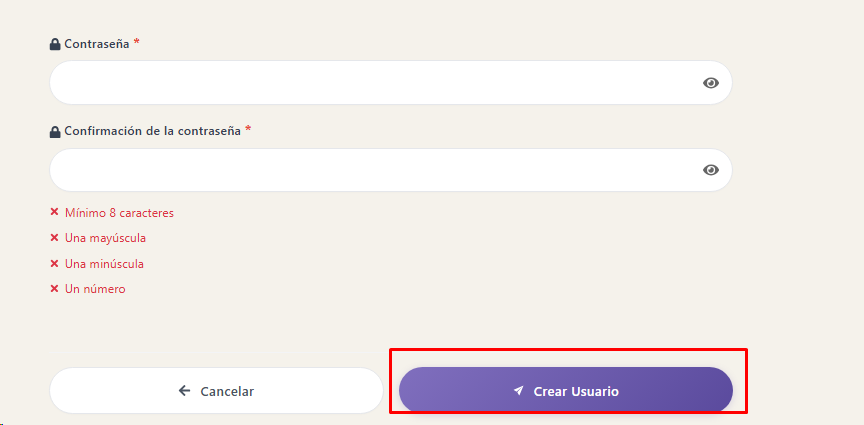 Contraseña *
Confirmación de la contraseña *
Mínimo 8 caracteres
Una mayúscula
Una minúscula
Un número
Cancelar
Crear Usuario